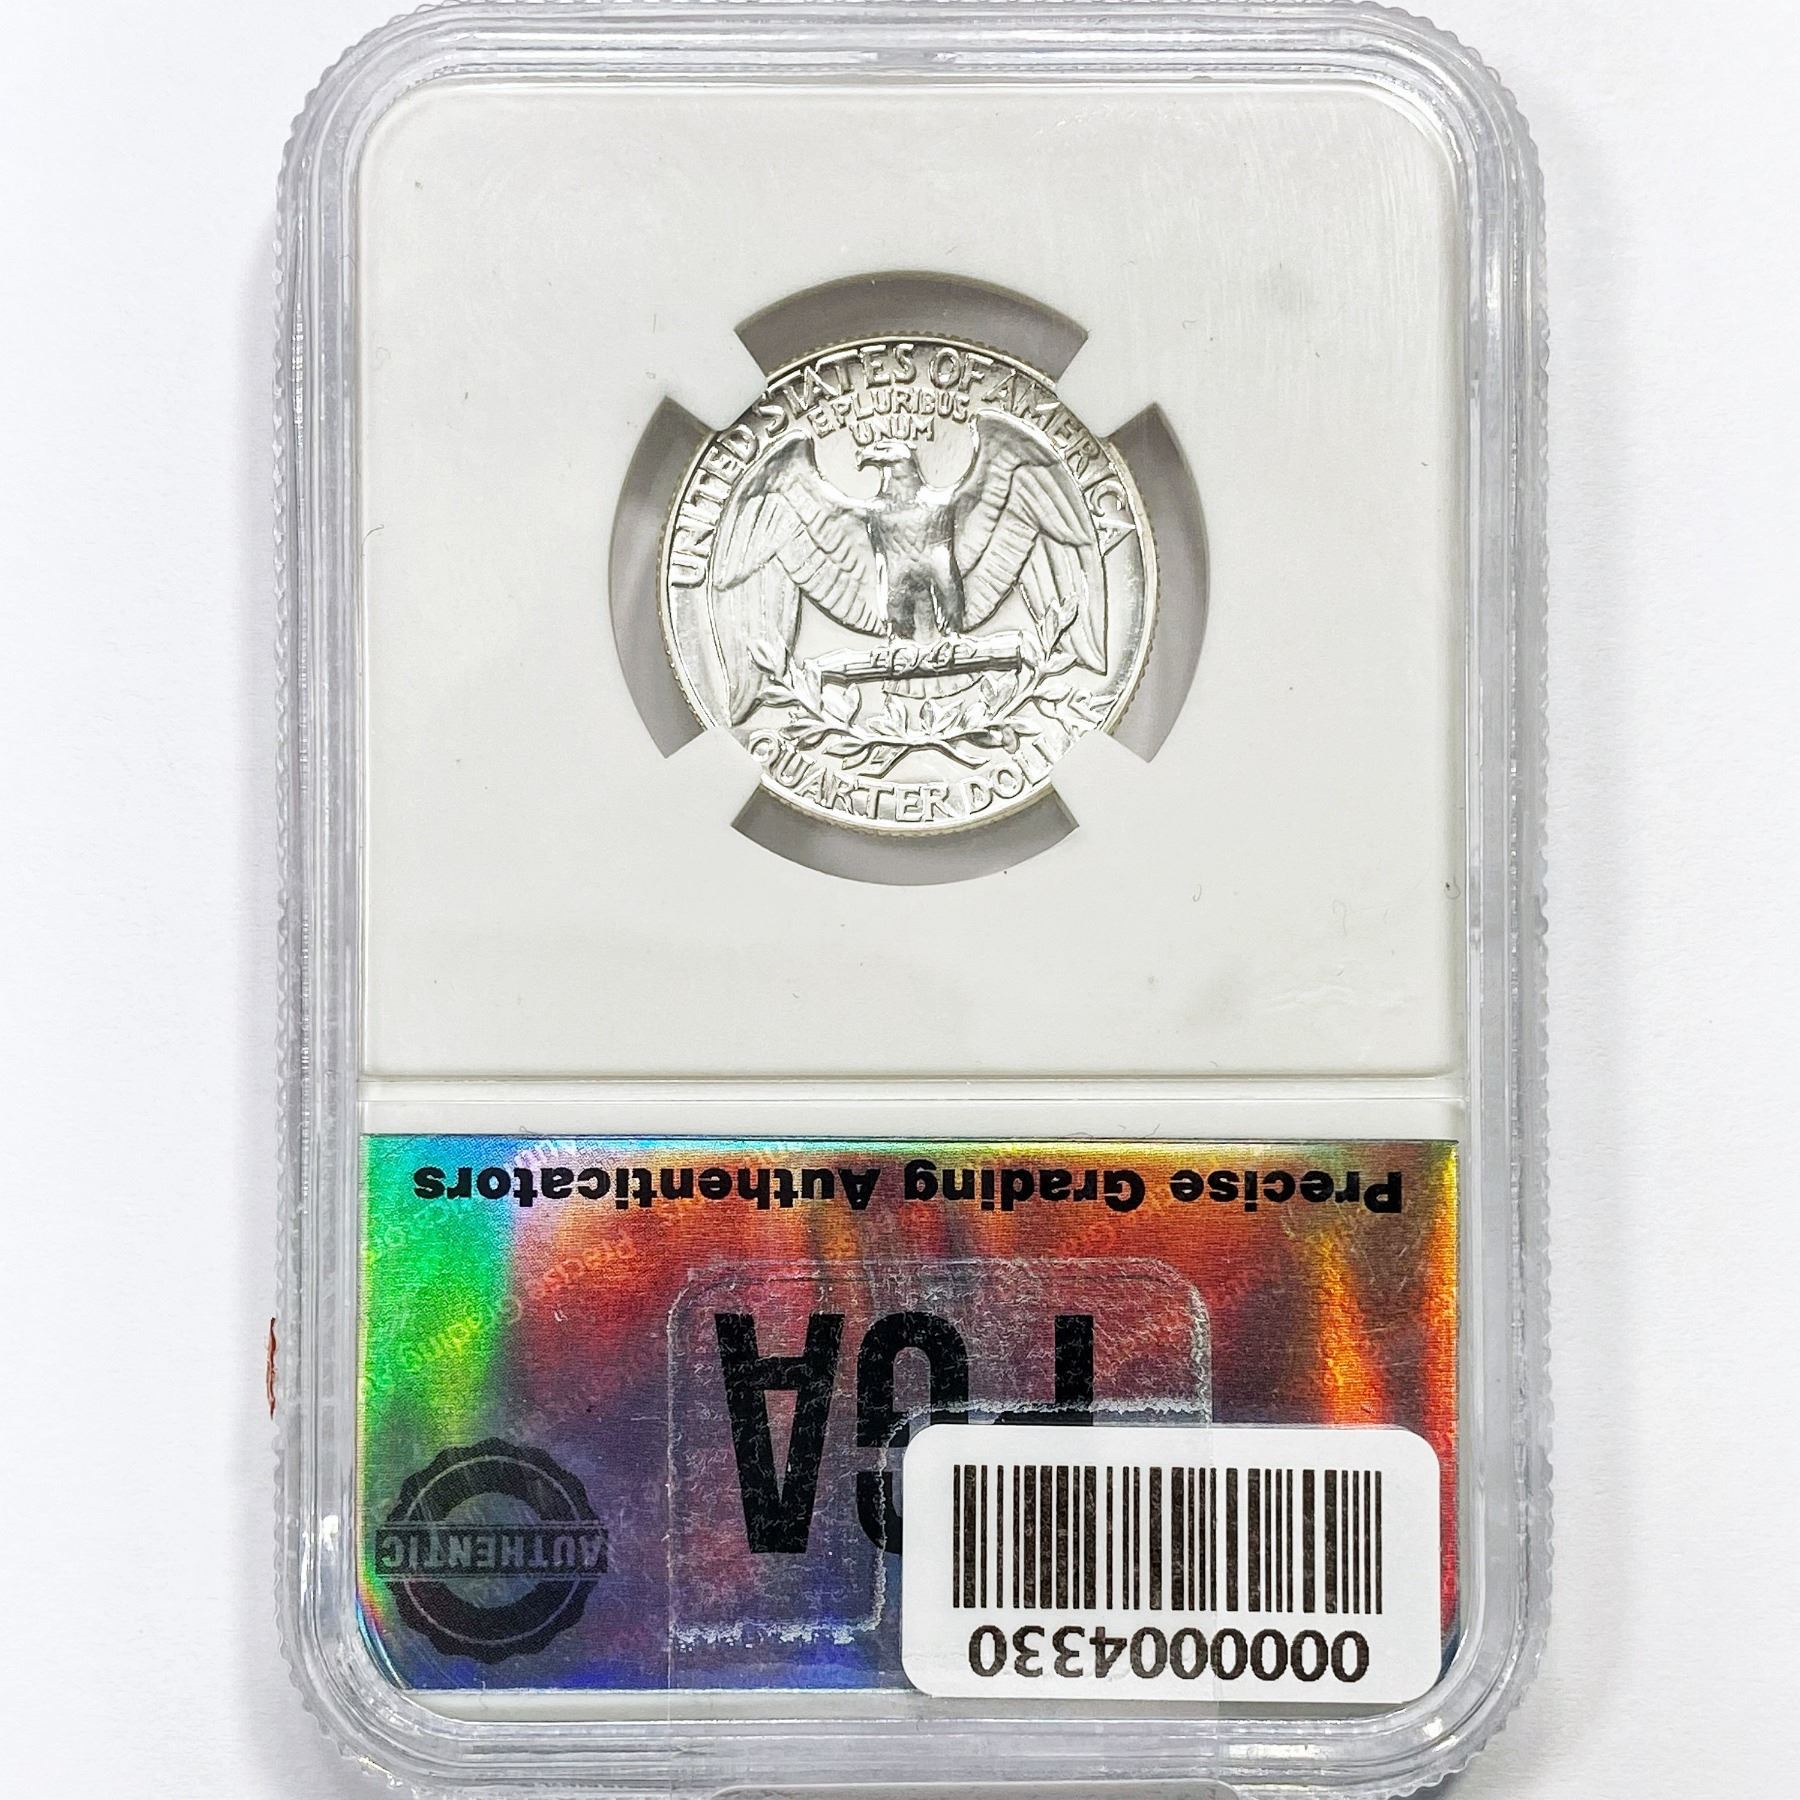 UNITED STATES OF AMERICA
E PLURIBUS
UNUM
QUARTER DOLLAR
Precise Grading Authenticators
PGA
AUTHENTIC
0000004330